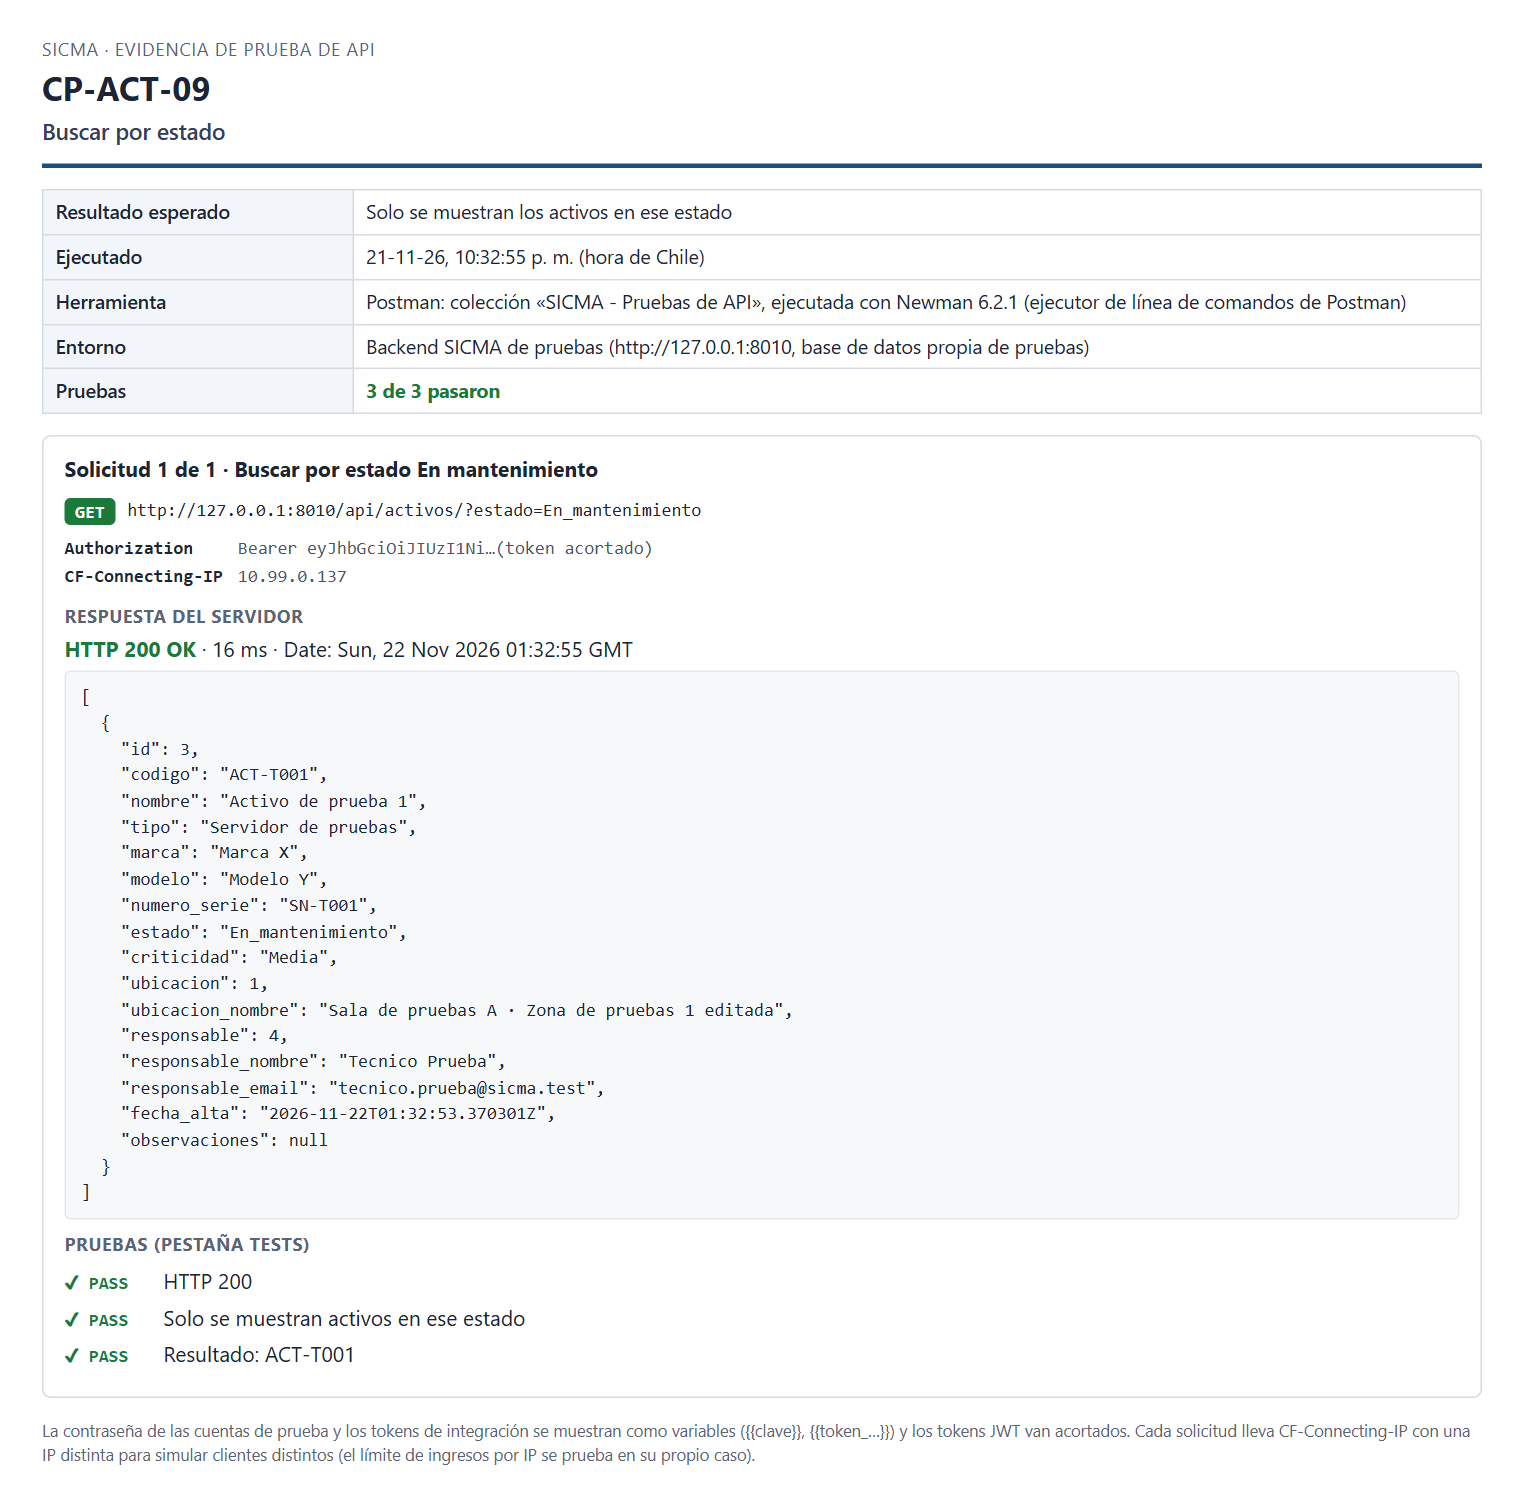 SICMA · EVIDENCIA DE PRUEBA DE API
CP-ACT-09
Buscar por estado
Resultado esperado Solo se muestran los activos en ese estado
Ejecutado 21-11-26, 10:32:55 p. m. (hora de Chile)
Herramienta Postman: colección «SICMA - Pruebas de API», ejecutada con Newman 6.2.1 (ejecutor de línea de comandos de Postman)
Entorno Backend SICMA de pruebas (http://127.0.0.1:8010, base de datos propia de pruebas)
Pruebas 3 de 3 pasaron
Solicitud 1 de 1 · Buscar por estado En mantenimiento
GET http://127.0.0.1:8010/api/activos/?estado=En_mantenimiento
Authorization Bearer eyJhbGciOiJIUzI1Ni…(token acortado)
CF-Connecting-IP 10.99.0.137
RESPUESTA DEL SERVIDOR
HTTP 200 OK · 16 ms · Date: Sun, 22 Nov 2026 01:32:55 GMT
[
{
"id": 3,
"codigo": "ACT-T001",
"nombre": "Activo de prueba 1",
"tipo": "Servidor de pruebas",
"marca": "Marca X",
"modelo": "Modelo Y",
"numero_serie": "SN-T001",
"estado": "En_mantenimiento",
"criticidad": "Media",
"ubicacion": 1,
"ubicacion_nombre": "Sala de pruebas A · Zona de pruebas 1 editada",
"responsable": 4,
"responsable_nombre": "Tecnico Prueba",
"responsable_email": "tecnico.prueba@sicma.test",
"fecha_alta": "2026-11-22T01:32:53.370301Z",
"observaciones": null
}
]
PRUEBAS (PESTAÑA TESTS)
✔ PASS HTTP 200
✔ PASS Solo se muestran activos en ese estado
✔ PASS Resultado: ACT-T001
La contraseña de las cuentas de prueba y los tokens de integración se muestran como variables ({{clave}}, {{token_…}}) y los tokens JWT van acortados. Cada solicitud lleva CF-Connecting-IP con una
IP distinta para simular clientes distintos (el límite de ingresos por IP se prueba en su propio caso).